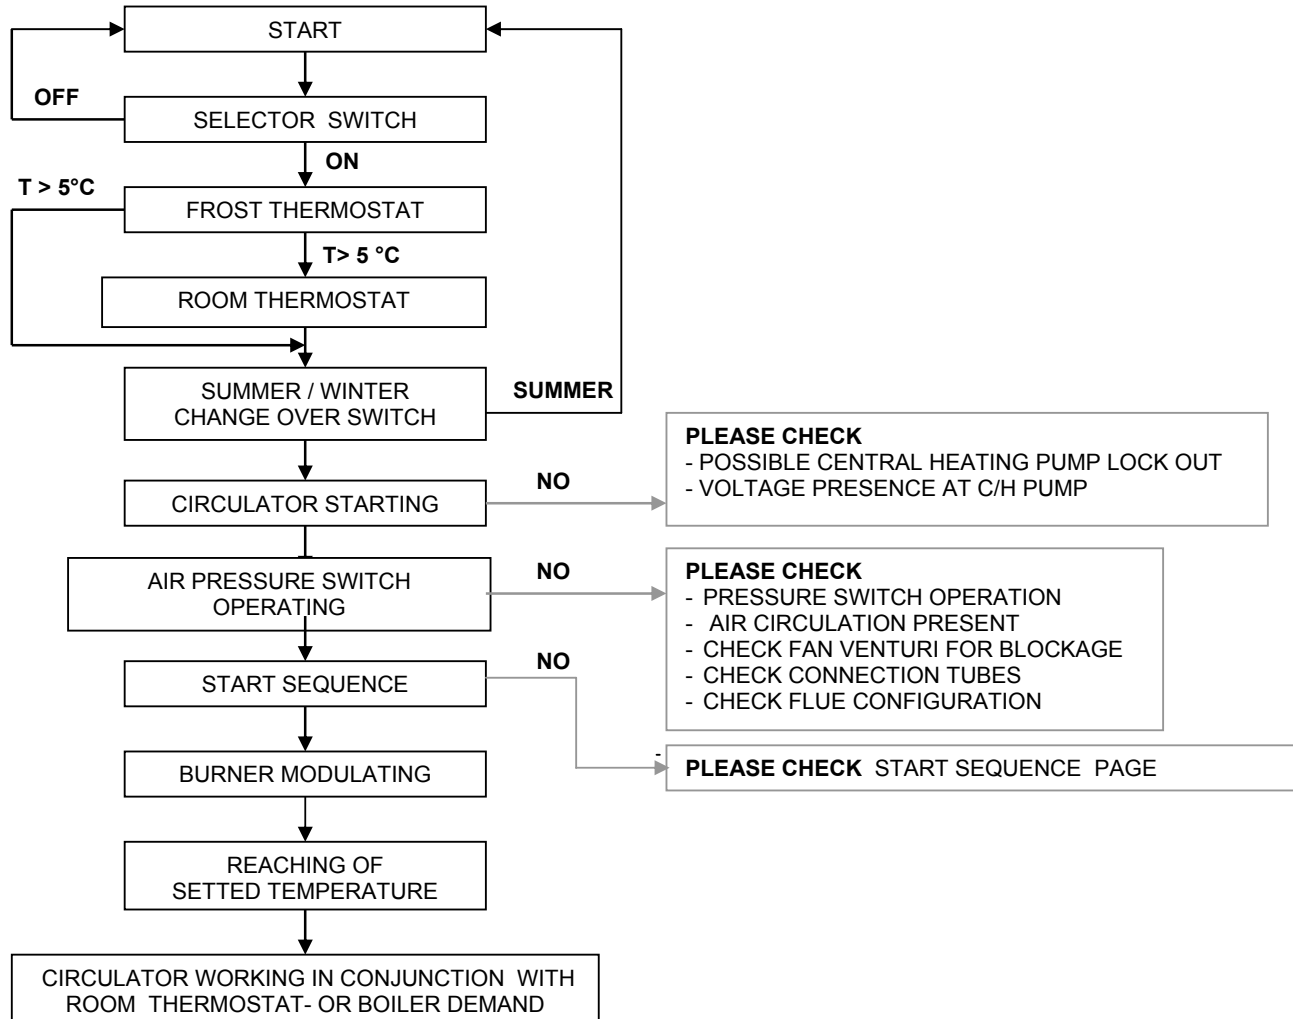 START
OFF
SELECTOR SWITCH
ON
T > 5°C
FROST THERMOSTAT
T> 5 °C
ROOM THERMOSTAT
SUMMER / WINTER
CHANGE OVER SWITCH
SUMMER
PLEASE CHECK
- POSSIBLE CENTRAL HEATING PUMP LOCK OUT
- VOLTAGE PRESENCE AT C/H PUMP
NO
CIRCULATOR STARTING
AIR PRESSURE SWITCH
OPERATING
NO
PLEASE CHECK
- PRESSURE SWITCH OPERATION
- AIR CIRCULATION PRESENT
- CHECK FAN VENTURI FOR BLOCKAGE
- CHECK CONNECTION TUBES
- CHECK FLUE CONFIGURATION
NO
START SEQUENCE
BURNER MODULATING
-
PLEASE CHECK START SEQUENCE PAGE
REACHING OF
SETTED TEMPERATURE
CIRCULATOR WORKING IN CONJUNCTION WITH
ROOM THERMOSTAT- OR BOILER DEMAND